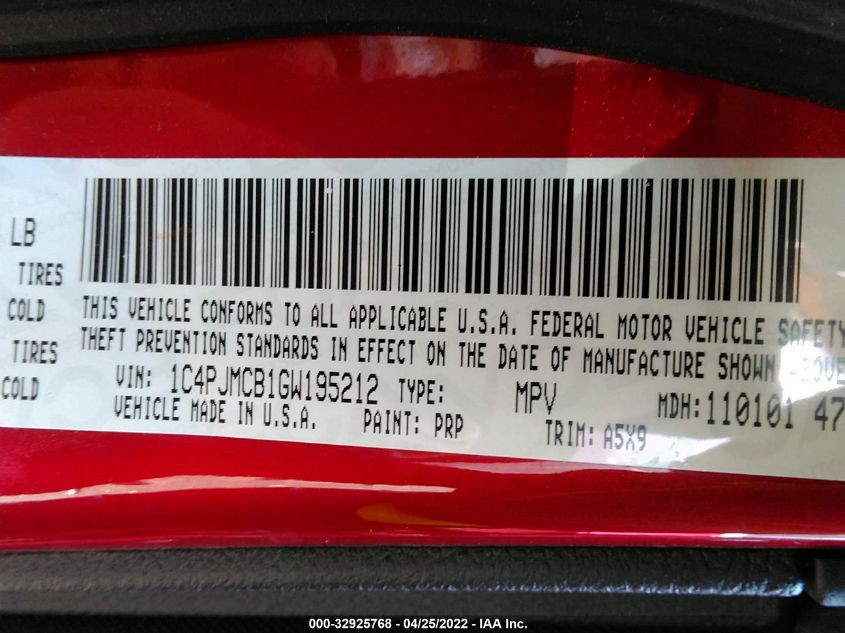 LB
TIRES
COLD
TIRES
COLD
THIS VEHICLE CONFORMS TO ALL APPLICABLE U.S.A. FEDERAL MOTOR VEHICLE SAFETY
THEFT PREVENTION STANDARDS IN EFFECT ON THE DATE OF MANUFACTURE SHOWN ABOVE
VIN: 1C4PJMCB1GW195212 TYPE: MPV MDH:110101 47
VEHICLE MADE IN U.S.A. PAINT: PRP TRIM: A5X9
000-32925768 - 04/25/2022 - IAA Inc.